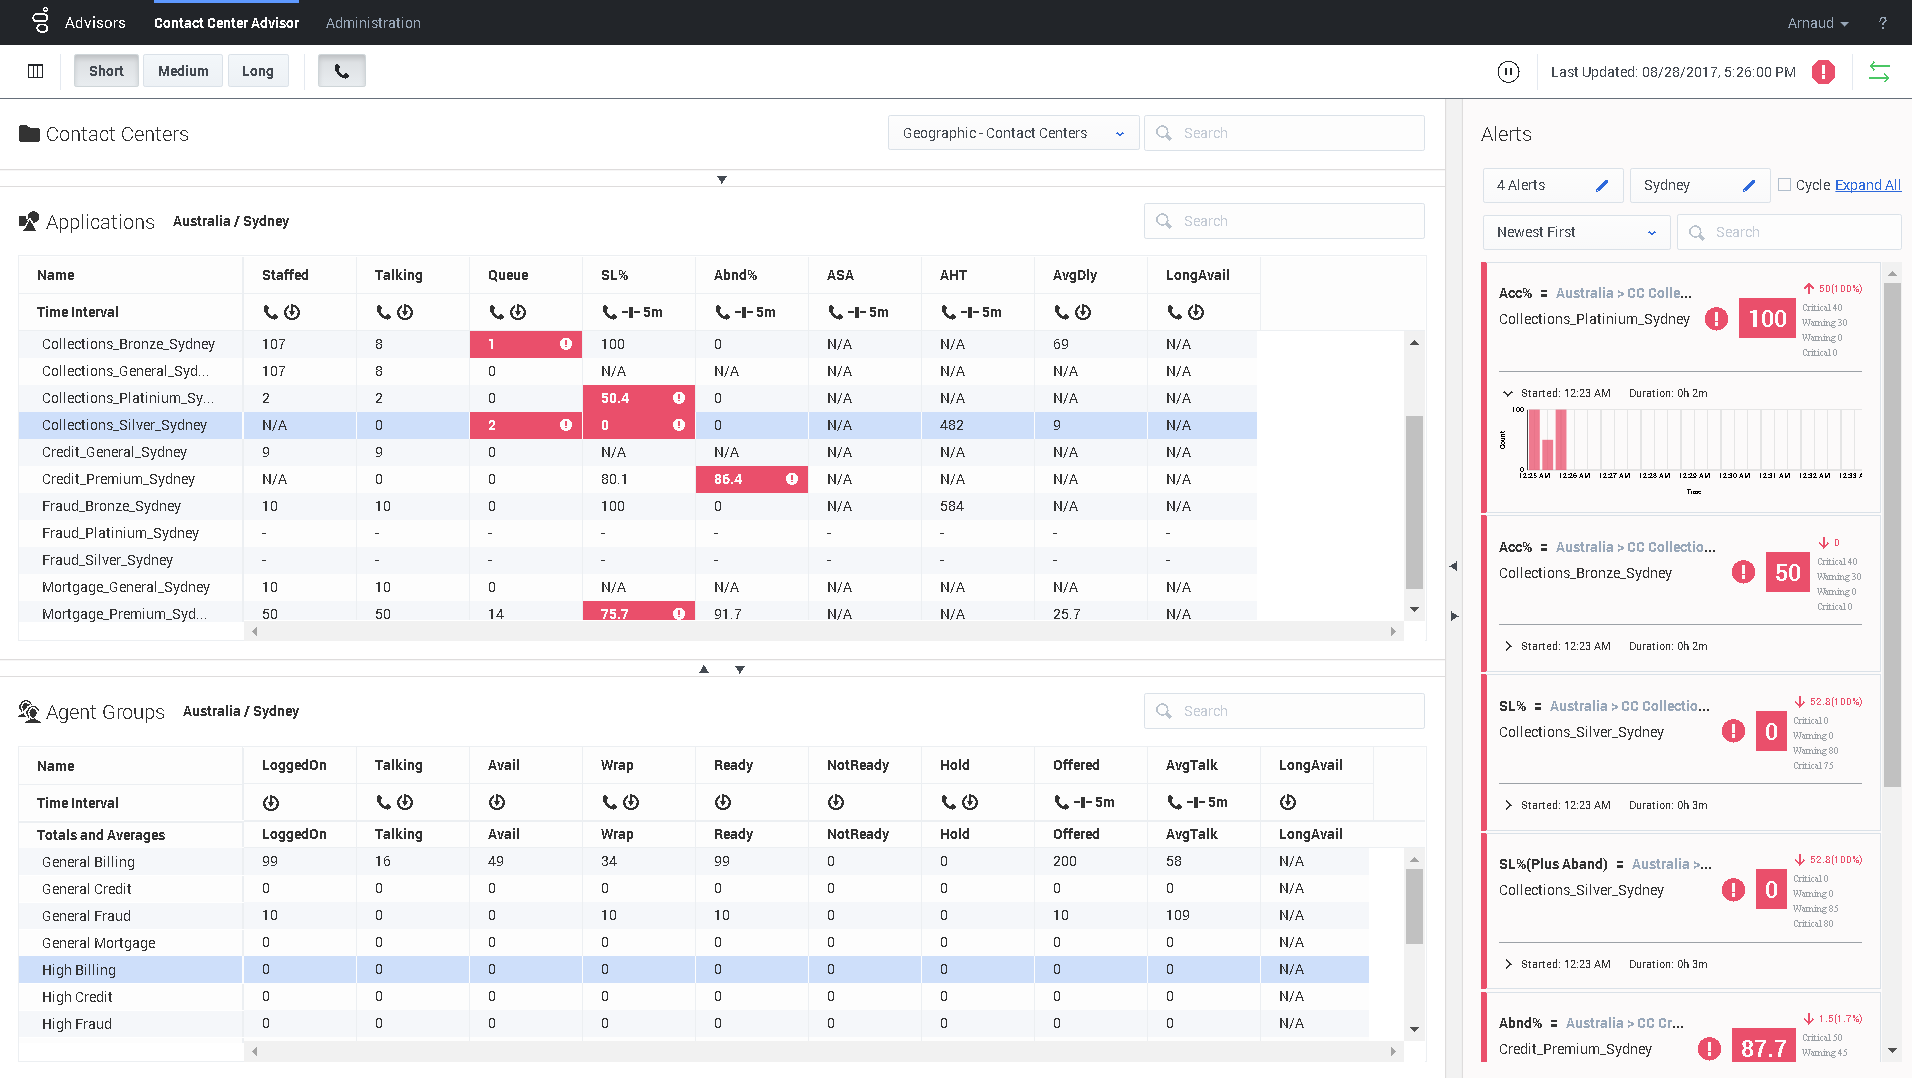 Advisors Contact Center Advisor Administration Arnaud ?
Short Medium Long Last Updated: 08/28/2017, 5:26:00 PM
Contact Centers Geographic - Contact Centers Search
Applications Australia / Sydney Search
Name Staffed Talking Queue SL% Abnd% ASA AHT AvgDly LongAvail
Time Interval 5m 5m 5m 5m
Collections_Bronze_Sydney 107 8 1 100 0 N/A N/A 69 N/A
Collections_General_Syd... 107 8 0 N/A N/A N/A N/A N/A N/A
Collections_Platinium_Sy... 2 2 0 50.4 0 N/A N/A N/A N/A
Collections_Silver_Sydney N/A 0 2 0 0 N/A 482 9 N/A
Credit_General_Sydney 9 9 0 N/A N/A N/A N/A N/A N/A
Credit_Premium_Sydney N/A 0 0 80.1 86.4 N/A N/A N/A N/A
Fraud_Bronze_Sydney 10 10 0 100 0 N/A 584 N/A N/A
Fraud_Platinium_Sydney - - - - - - - - -
Fraud_Silver_Sydney - - - - - - - - -
Mortgage_General_Sydney 10 10 0 N/A N/A N/A N/A N/A N/A
Mortgage_Premium_Syd... 50 50 14 75.7 91.7 N/A N/A 25.7 N/A
Agent Groups Australia / Sydney Search
Name LoggedOn Talking Avail Wrap Ready NotReady Hold Offered AvgTalk LongAvail
Time Interval 5m 5m
Totals and Averages LoggedOn Talking Avail Wrap Ready NotReady Hold Offered AvgTalk LongAvail
General Billing 99 16 49 34 99 0 0 200 58 N/A
General Credit 0 0 0 0 0 0 0 0 0 N/A
General Fraud 10 0 0 10 10 0 0 10 109 N/A
General Mortgage 0 0 0 0 0 0 0 0 0 N/A
High Billing 0 0 0 0 0 0 0 0 0 N/A
High Credit 0 0 0 0 0 0 0 0 0 N/A
High Fraud 0 0 0 0 0 0 0 0 0 N/A
Alerts
4 Alerts Sydney Cycle Expand All
Newest First Search
Acc% = Australia > CC Colle... 50(100%)
Collections_Platinium_Sydney 100
Critical 40
Warning 30
Warning 0
Critical 0
Started: 12:23 AM Duration: 0h 2m
100
Count
0
12:25 AM 12:26 AM 12:27 AM 12:28 AM 12:29 AM 12:30 AM 12:31 AM 12:32 AM 12:33 A
Time
Acc% = Australia > CC Collectio... 0
Collections_Bronze_Sydney 50
Critical 40
Warning 30
Warning 0
Critical 0
Started: 12:23 AM Duration: 0h 2m
SL% = Australia > CC Collectio... 52.8(100%)
Collections_Silver_Sydney 0
Critical 0
Warning 0
Warning 80
Critical 75
Started: 12:23 AM Duration: 0h 3m
SL%(Plus Aband) = Australia >... 52.8(100%)
Collections_Silver_Sydney 0
Critical 0
Warning 0
Warning 85
Critical 80
Started: 12:23 AM Duration: 0h 3m
Abnd% = Australia > CC Cr... 1.5(1.7%)
Credit_Premium_Sydney 87.7
Critical 50
Warning 45